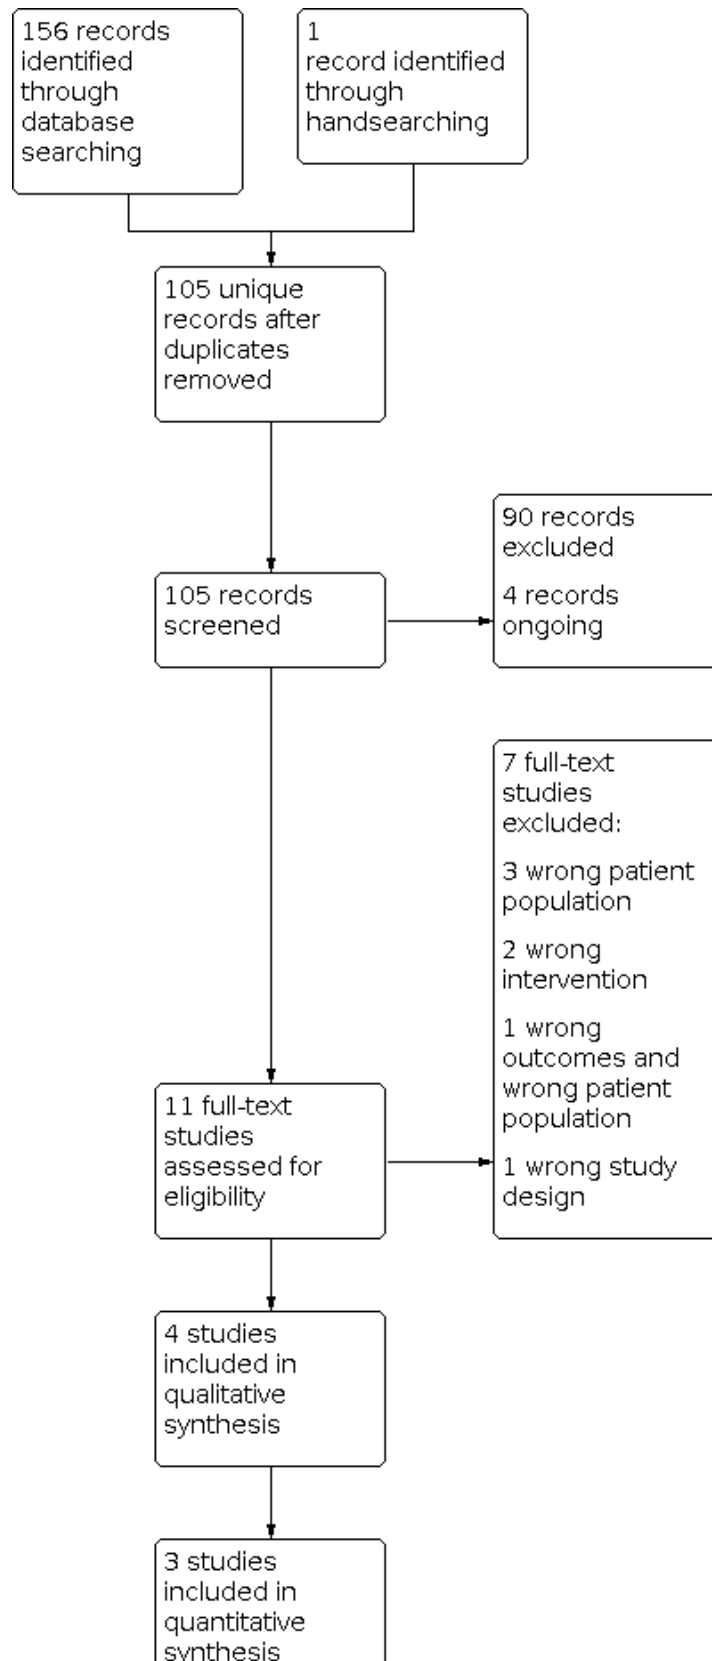 156 records
identified
through
database
searching
1
record identified
through
handsearching
105 unique
records after
duplicates
removed
90 records
excluded
4 records
ongoing
105 records
screened
7 full-text
studies
excluded:
3 wrong patient
population
2 wrong
intervention
1 wrong
outcomes and
wrong patient
population
1 wrong study
design
11 full-text
studies
assessed for
eligibility
4 studies
included in
qualitative
synthesis
3 studies
included in
quantitative
synthesis